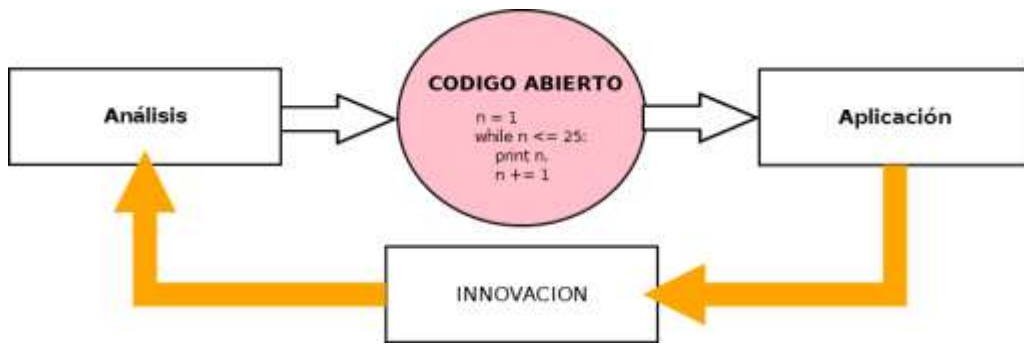 Análisis
CODIGO ABIERTO
n = 1
while n <= 25:
print n,
n += 1
Aplicación
INNOVACION